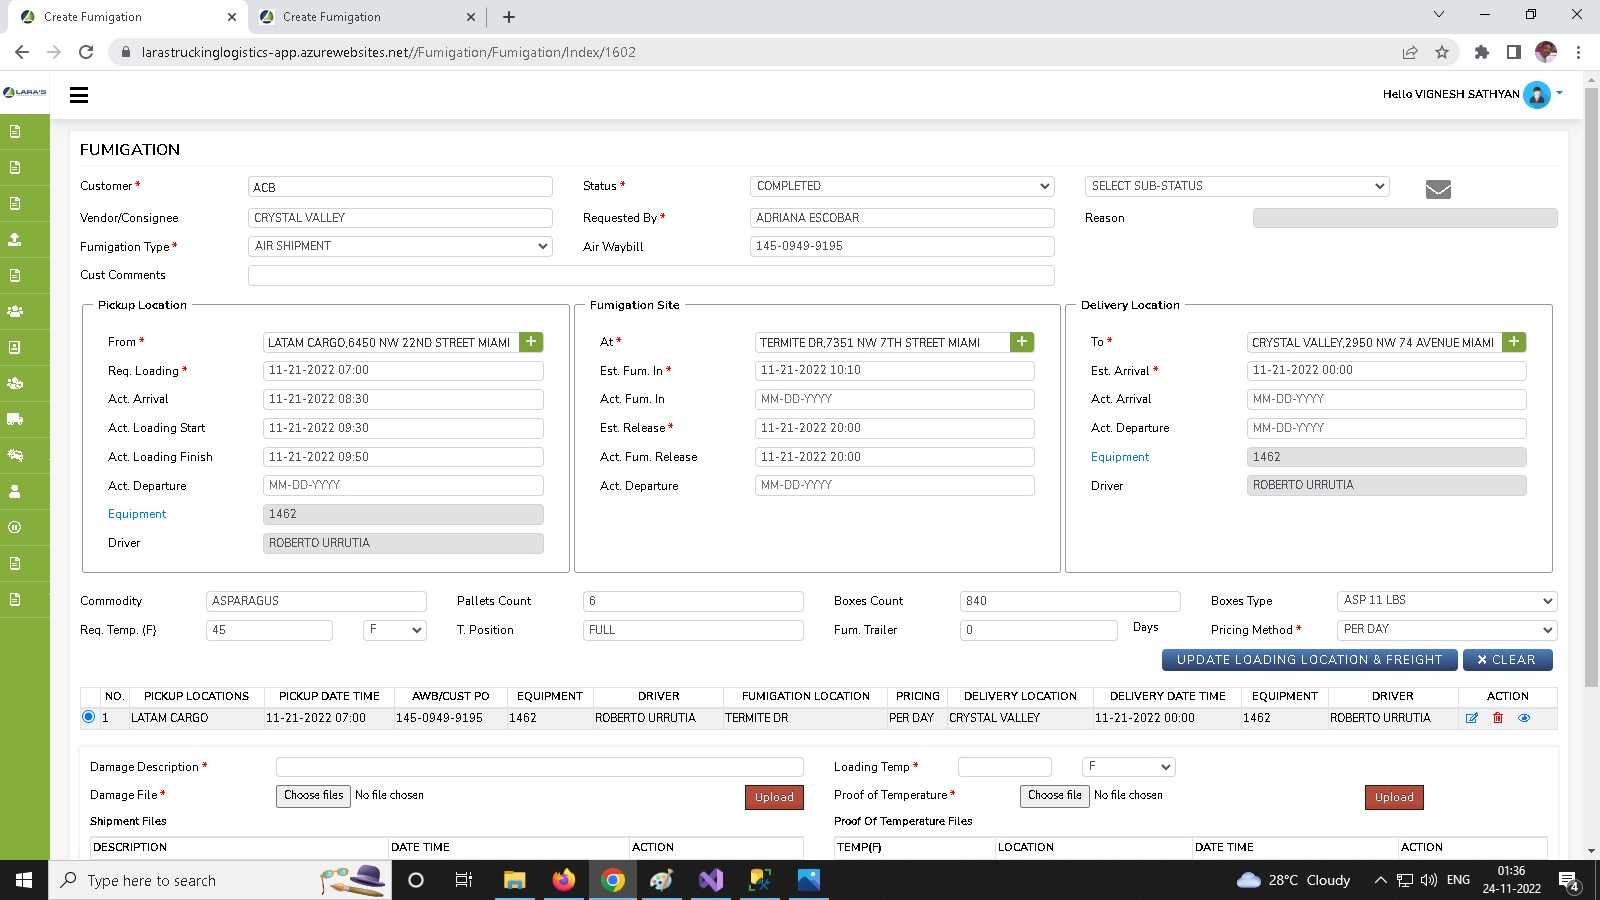 Create Fumigation
Create Fumigation
larastruckinglogistics-app.azurewebsites.net//Fumigation/Fumigation/Index/1602
LARA'S
Hello VIGNESH SATHYAN
FUMIGATION
Customer * ACB Status * COMPLETED SELECT SUB-STATUS
Vendor/Consignee CRYSTAL VALLEY Requested By * ADRIANA ESCOBAR Reason
Fumigation Type * AIR SHIPMENT Air Waybill 145-0949-9195
Cust Comments
Pickup Location Fumigation Site Delivery Location
From * LATAM CARGO,6450 NW 22ND STREET MIAMI + At * TERMITE DR,7351 NW 7TH STREET MIAMI + To * CRYSTAL VALLEY,2950 NW 74 AVENUE MIAMI +
Req. Loading * 11-21-2022 07:00 Est. Fum. In * 11-21-2022 10:10 Est. Arrival * 11-21-2022 00:00
Act. Arrival 11-21-2022 08:30 Act. Fum. In MM-DD-YYYY Act. Arrival MM-DD-YYYY
Act. Loading Start 11-21-2022 09:30 Est. Release * 11-21-2022 20:00 Act. Departure MM-DD-YYYY
Act. Loading Finish 11-21-2022 09:50 Act. Fum. Release 11-21-2022 20:00 Equipment 1462
Act. Departure MM-DD-YYYY Act. Departure MM-DD-YYYY Driver ROBERTO URRUTIA
Equipment 1462
Driver ROBERTO URRUTIA
Commodity ASPARAGUS Pallets Count 6 Boxes Count 840 Boxes Type ASP 11 LBS
Req. Temp. (F) 45 F T. Position FULL Fum. Trailer 0 Days Pricing Method * PER DAY
UPDATE LOADING LOCATION & FREIGHT × CLEAR
NO. PICKUP LOCATIONS PICKUP DATE TIME AWB/CUST PO EQUIPMENT DRIVER FUMIGATION LOCATION PRICING DELIVERY LOCATION DELIVERY DATE TIME EQUIPMENT DRIVER ACTION
1 LATAM CARGO 11-21-2022 07:00 145-0949-9195 1462 ROBERTO URRUTIA TERMITE DR PER DAY CRYSTAL VALLEY 11-21-2022 00:00 1462 ROBERTO URRUTIA
Damage Description * Loading Temp * F
Damage File * Choose files No file chosen Upload Proof of Temperature * Choose file No file chosen Upload
Shipment Files Proof Of Temperature Files
DESCRIPTION DATE TIME ACTION TEMP(F) LOCATION DATE TIME ACTION
Type here to search
28°C Cloudy ENG 01:36
24-11-2022 4